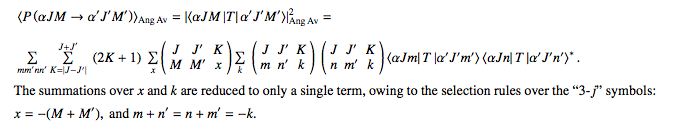 ⟨P(αJM → α′J′M′)⟩Ang Av = |⟨αJM|T|α′J′M′⟩|²Ang Av =
∑mm′nn′ ∑K=|J−J′|^J+J′ (2K + 1) ∑x (J J′ K / M M′ x) ∑k (J J′ K / m n′ k) (J J′ K / n m′ k) ⟨αJm|T|α′J′m′⟩ ⟨αJn|T|α′J′n′⟩* .
The summations over x and k are reduced to only a single term, owing to the selection rules over the “3-j” symbols:
x = −(M + M′), and m + n′ = n + m′ = −k.